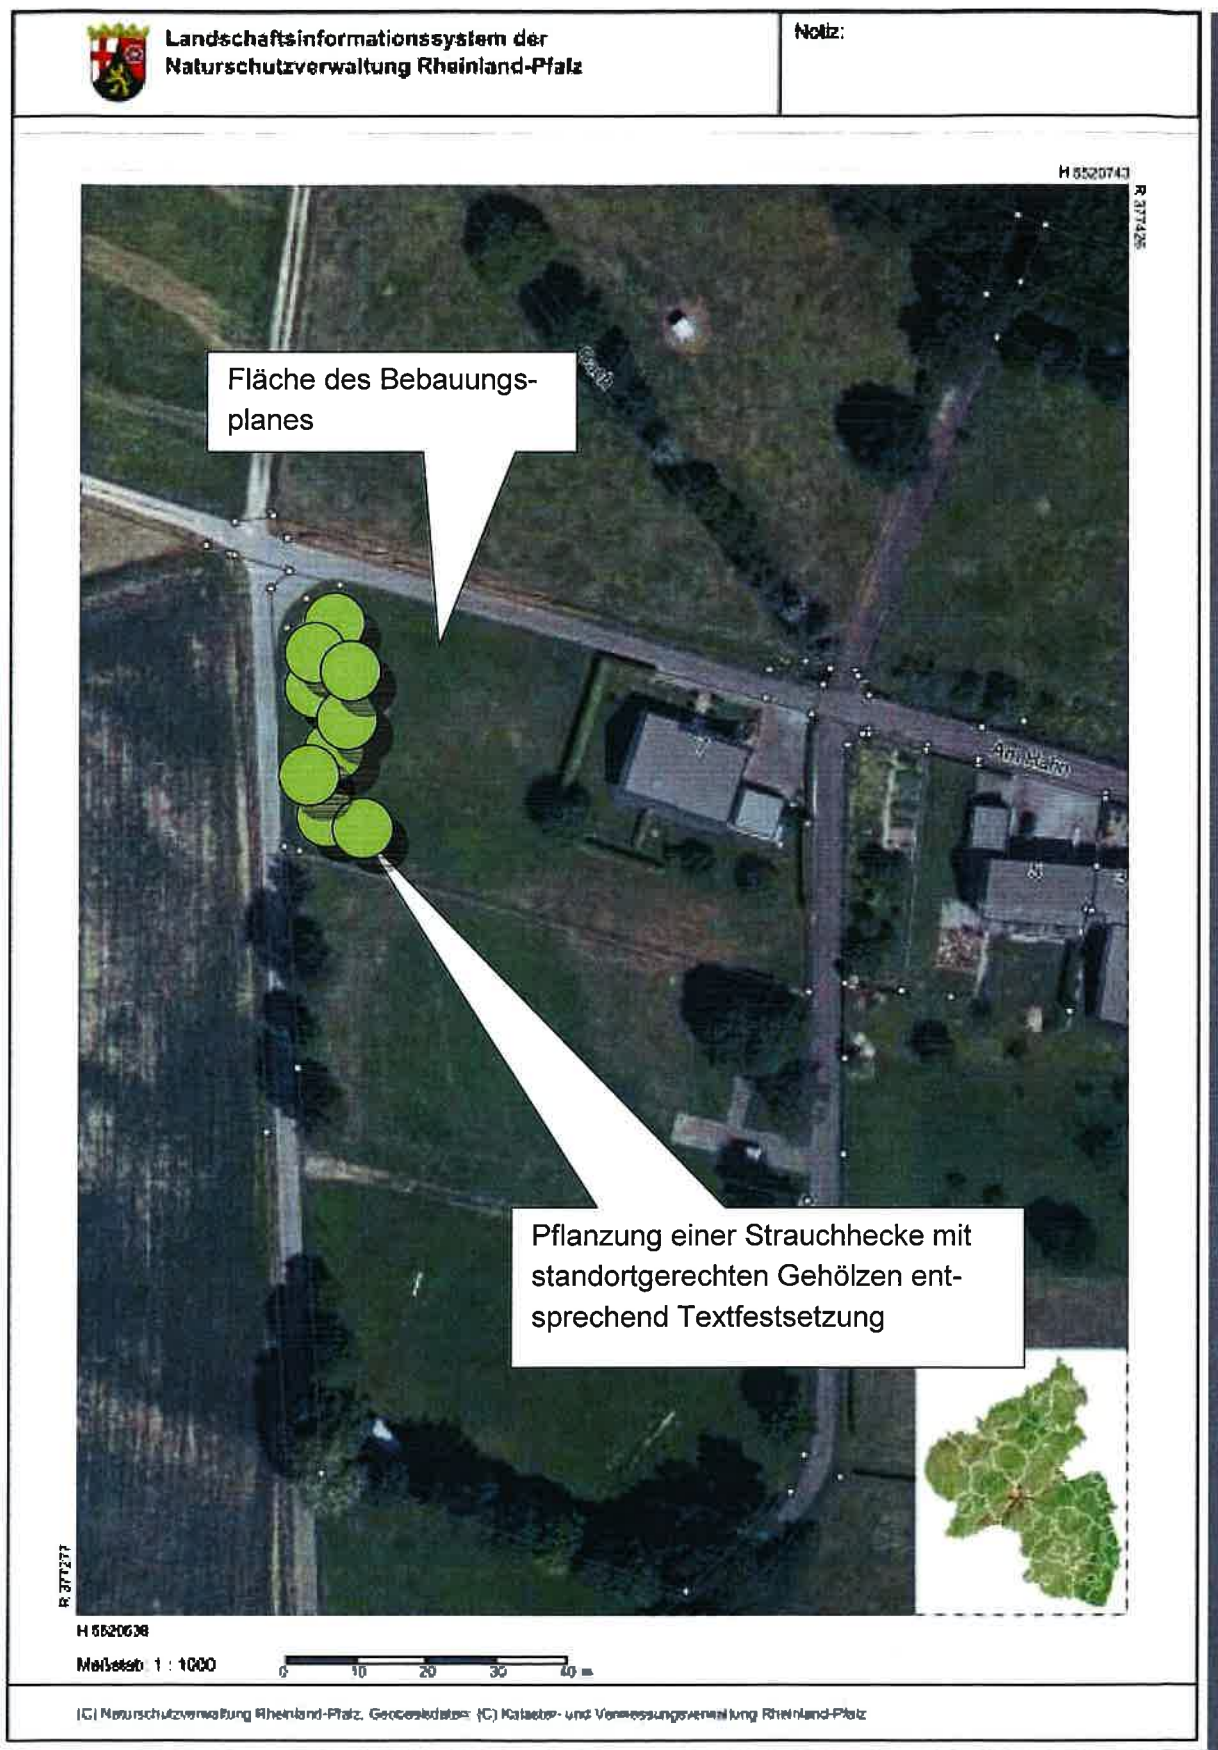 Landschaftsinformationssystem der
Naturschutzverwaltung Rheinland-Pfalz
Notiz:
H 5520743
R 377426
Fläche des Bebauungs-
planes
Am Hahn
Pflanzung einer Strauchhecke mit
standortgerechten Gehölzen ent-
sprechend Textfestsetzung
R 377277
H 5520538
Maßstab 1 : 1000
0 10 20 30 40 m
(C) Naturschutzverwaltung Rheinland-Pfalz, Geobasisdaten: (C) Kataster- und Vermessungsverwaltung Rheinland-Pfalz